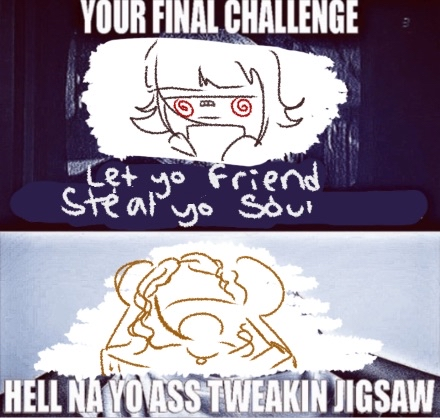 YOUR FINAL CHALLENGE
Let yo friend
Steal yo Soul
HELL NA YO ASS TWEAKIN JIGSAW